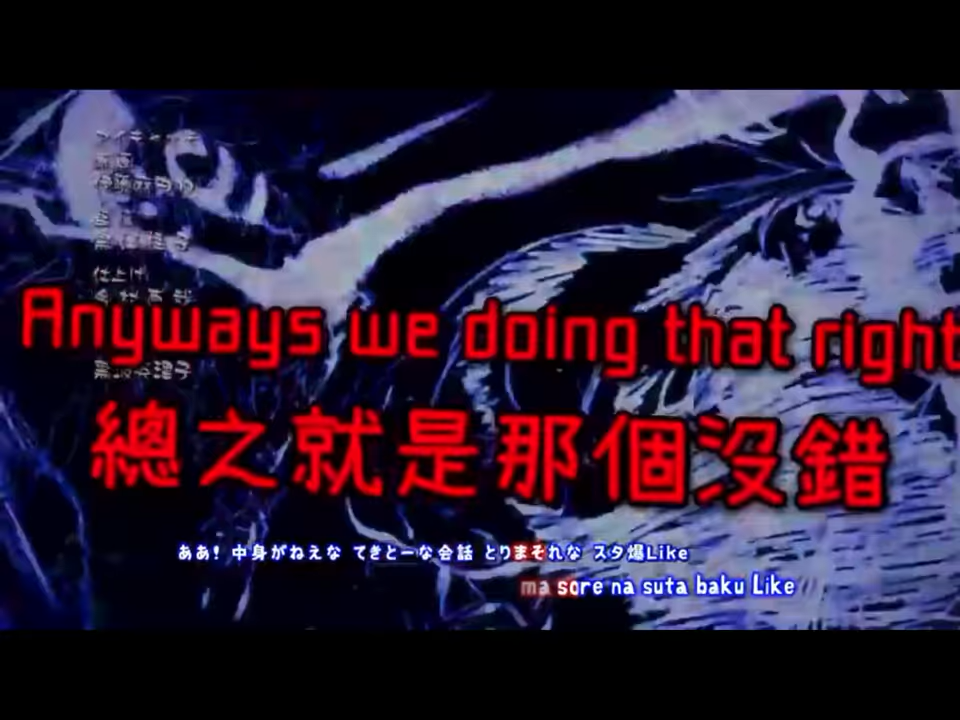 Anyways we doing that right
總之就是那個沒錯
ああ! 中身がねえな てきとーな会話 とりまそれな スタ爆Like
ma sore na suta baku Like